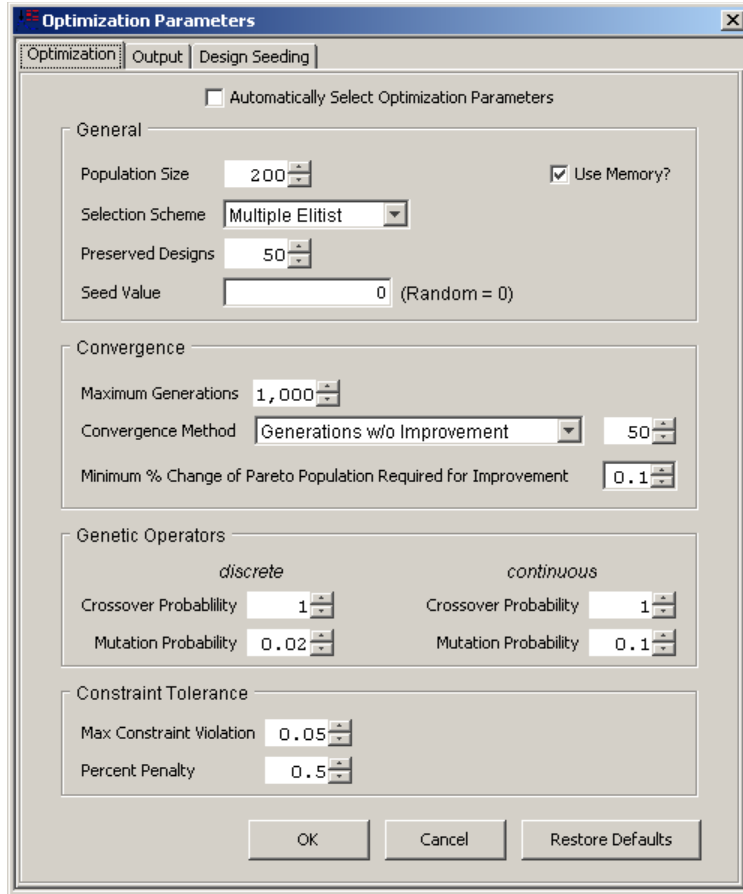 Optimization Parameters
Optimization Output Design Seeding
Automatically Select Optimization Parameters
General
Population Size 200 Use Memory?
Selection Scheme Multiple Elitist
Preserved Designs 50
Seed Value 0 (Random = 0)
Convergence
Maximum Generations 1,000
Convergence Method Generations w/o Improvement 50
Minimum % Change of Pareto Population Required for Improvement 0.1
Genetic Operators
discrete continuous
Crossover Probablility 1 Crossover Probability 1
Mutation Probability 0.02 Mutation Probability 0.1
Constraint Tolerance
Max Constraint Violation 0.05
Percent Penalty 0.5
OK Cancel Restore Defaults